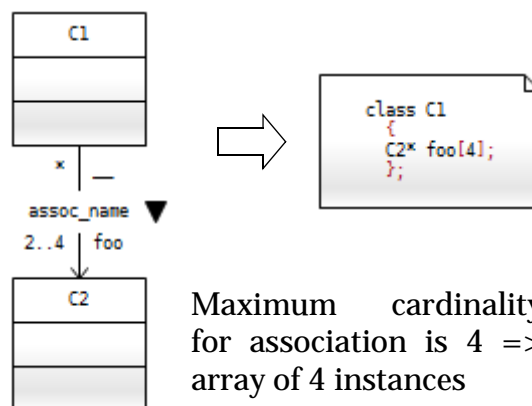 C1
class C1
{
C2* foo[4];
};
*
assoc_name
2..4 foo
C2
Maximum cardinality
for association is 4 =>
array of 4 instances